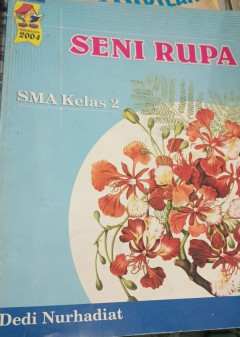 2004
SENI RUPA
SMA Kelas 2
Dedi Nurhadiat